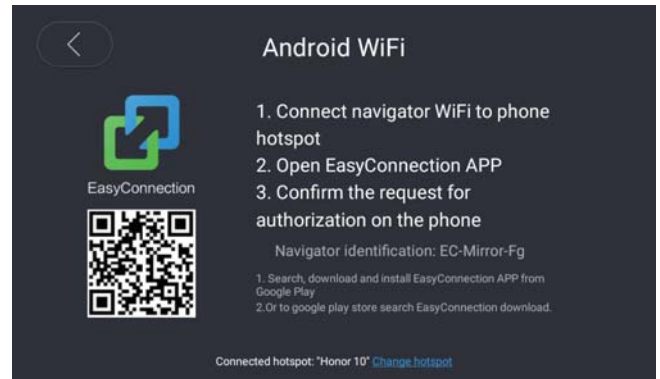 Android WiFi
EasyConnection
1. Connect navigator WiFi to phone
hotspot
2. Open EasyConnection APP
3. Confirm the request for
authorization on the phone
Navigator identification: EC-Mirror-Fg
1. Search, download and install EasyConnection APP from
Google Play
2.Or to google play store search EasyConnection download.
Connected hotspot: "Honor 10" Change hotspot